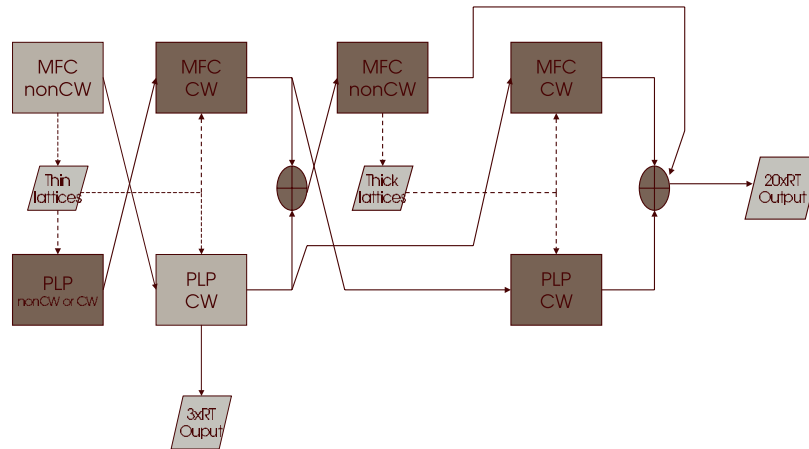 MFC
nonCW
MFC
CW
MFC
nonCW
MFC
CW
Thin
lattices
Thick
lattices
20xRT
Output
PLP
nonCW or CW
PLP
CW
PLP
CW
3xRT
Ouput